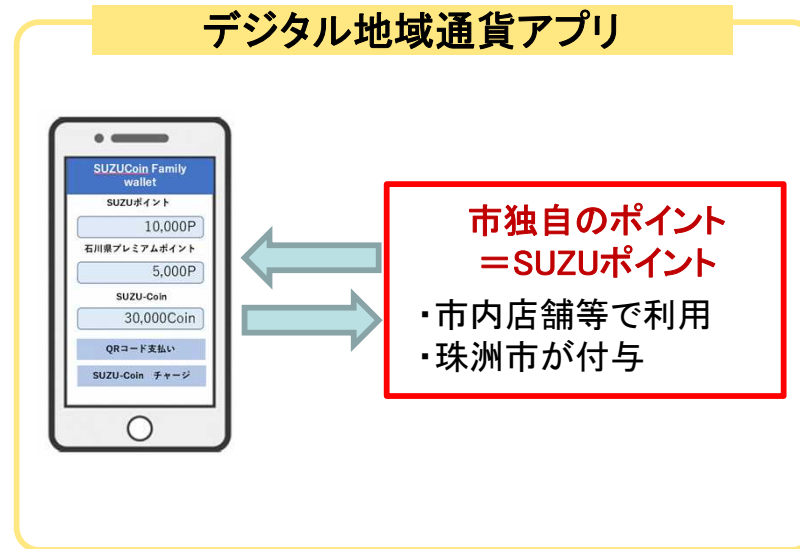 デジタル地域通貨アプリ
SUZUCoin Family
wallet
SUZUポイント
10,000P
石川県プレミアムポイント
5,000P
SUZU-Coin
30,000Coin
QRコード支払い
SUZU-Coin チャージ
市独自のポイント
＝SUZUポイント
・市内店舗等で利用
・珠洲市が付与